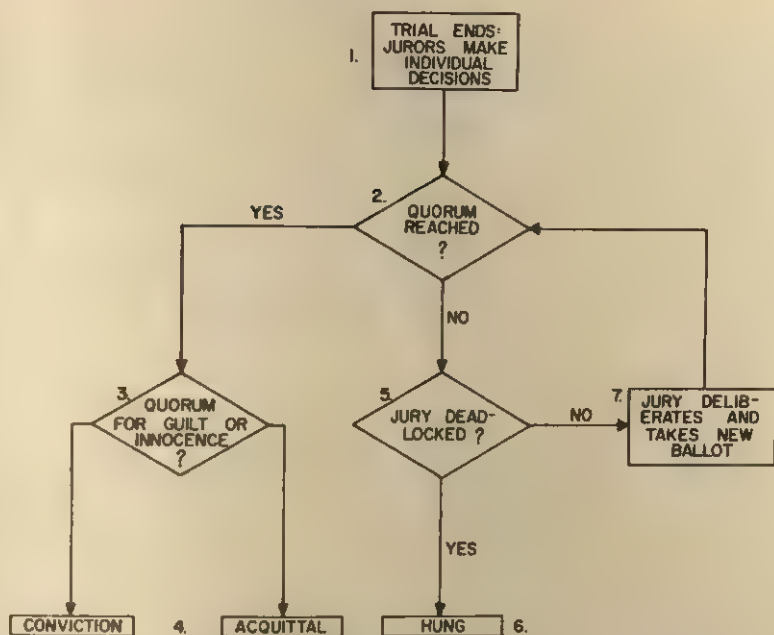 1.
TRIAL ENDS:
JURORS MAKE
INDIVIDUAL
DECISIONS
2.
QUORUM
REACHED
?
YES
NO
3.
QUORUM
FOR GUILT OR
INNOCENCE
?
5.
JURY DEAD-
LOCKED ?
NO
7.
JURY DELIB-
ERATES AND
TAKES NEW
BALLOT
YES
CONVICTION
4.
ACQUITTAL
HUNG
6.